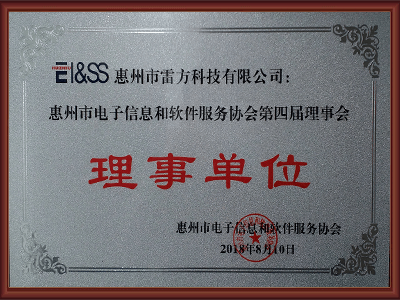 EI&SS 惠州市雷方科技有限公司：
惠州市电子信息和软件服务协会第四届理事会
理事单位
惠州市电子信息和软件服务协会
2018年8月10日